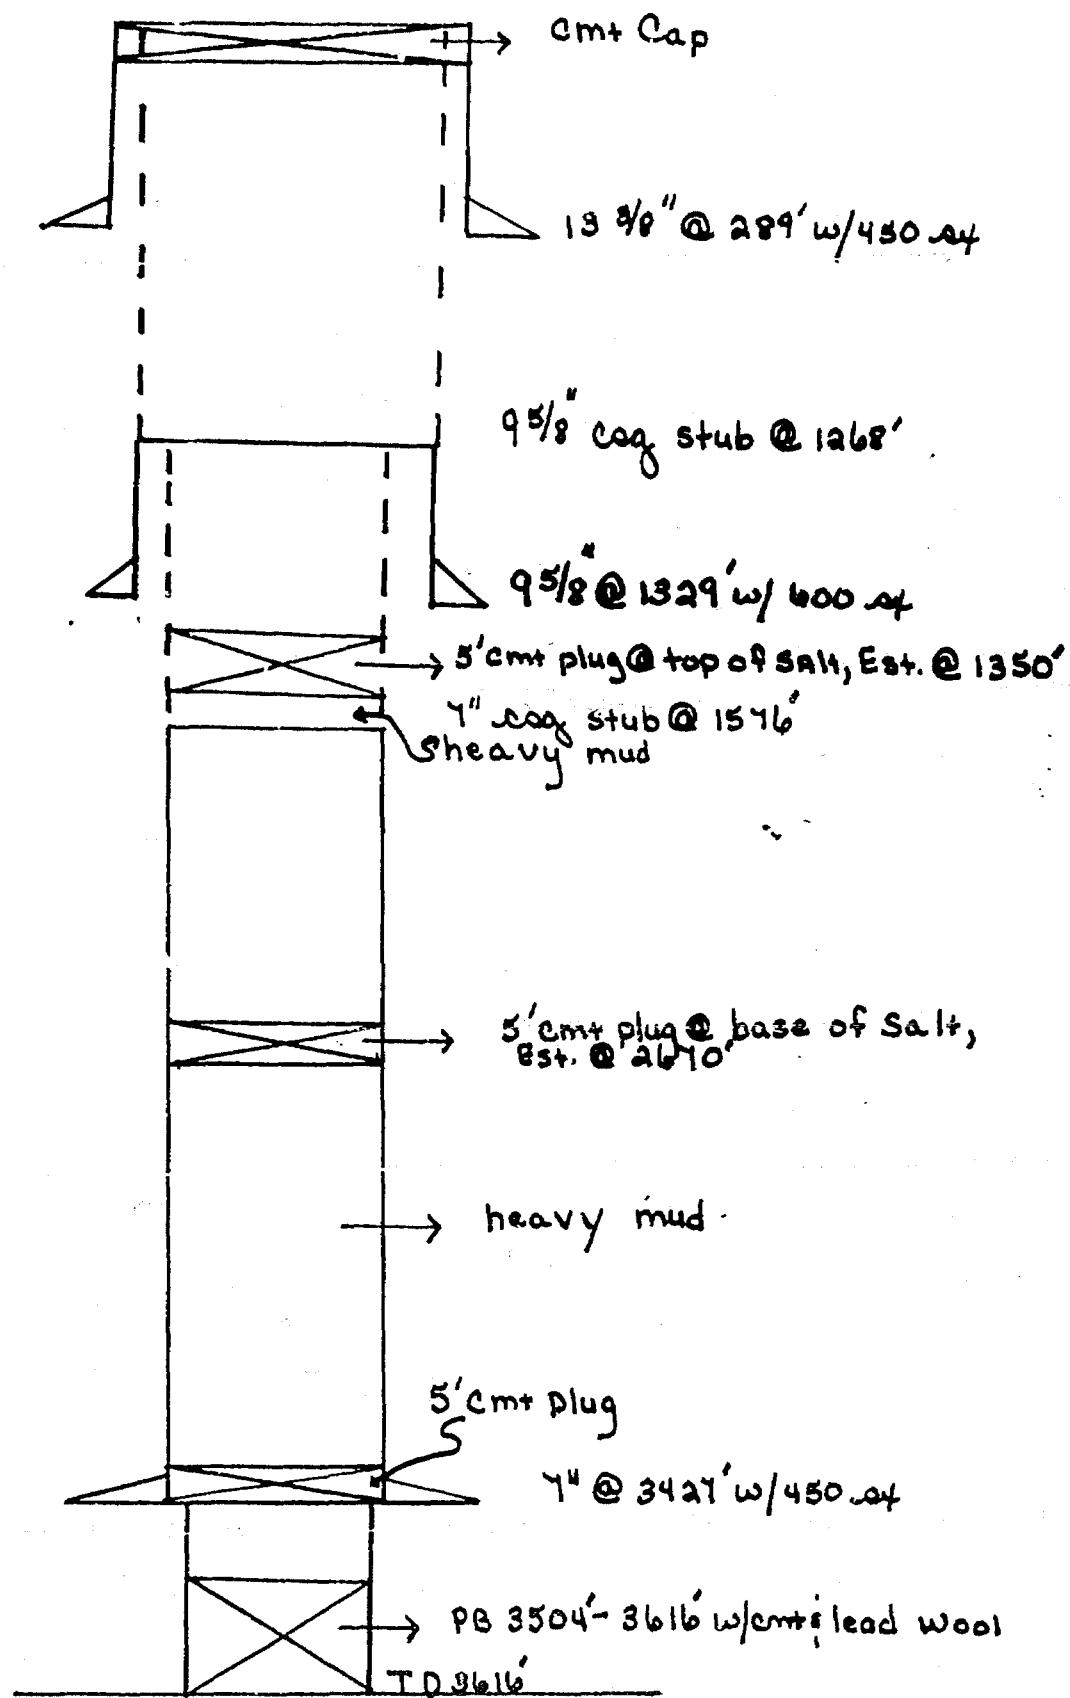 cmt Cap
13 3/8" @ 289' w/450 sx
9 5/8" csg stub @ 1268'
9 5/8" @ 1329' w/ 600 sx
5' cmt plug @ top of SAlt, Est. @ 1350'
7" csg stub @ 1576'
heavy mud
5' cmt plug @ base of Salt,
Est. @ 2670'
heavy mud
5' cmt plug
7" @ 3427' w/450 sx
PB 3504'- 3616' w/cmt & lead wool
TD 3616'